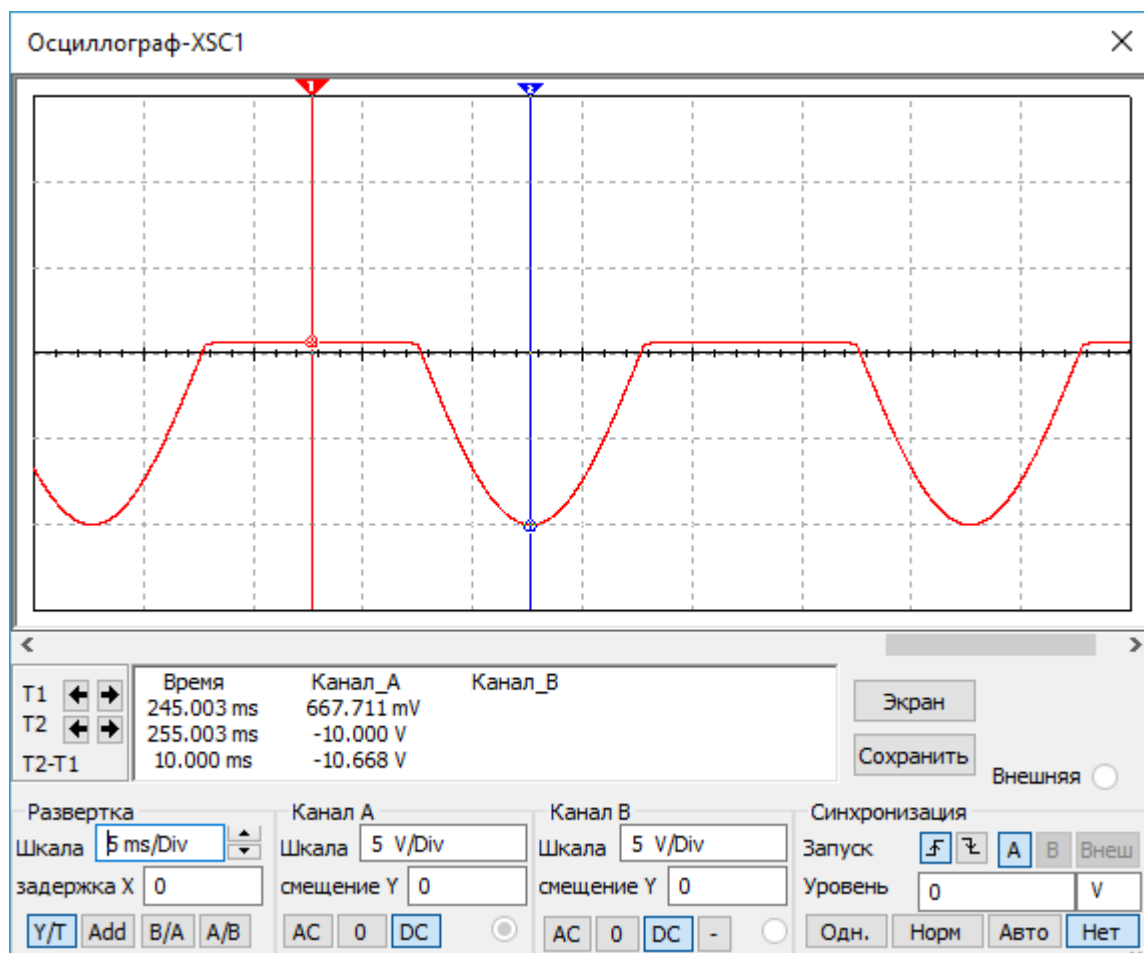 Осциллограф-XSC1
1 2
Время Канал_A Канал_B
T1 245.003 ms 667.711 mV
T2 255.003 ms -10.000 V
T2-T1 10.000 ms -10.668 V
Экран
Сохранить
Внешняя
Развертка Канал A Канал B Синхронизация
Шкала 5 ms/Div Шкала 5 V/Div Шкала 5 V/Div Запуск A B Внеш
задержка X 0 смещение Y 0 смещение Y 0 Уровень 0 V
Y/T Add B/A A/B AC 0 DC AC 0 DC - Одн. Норм Авто Нет